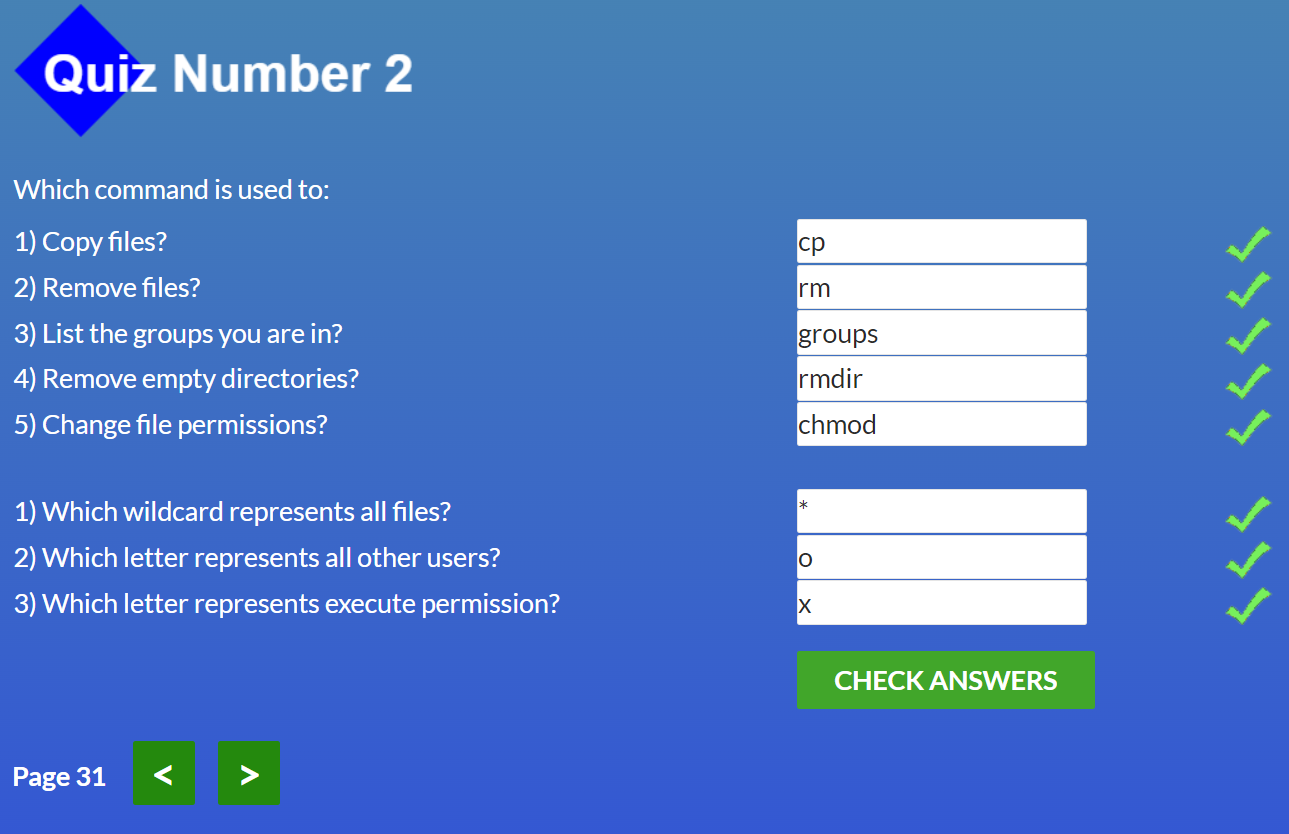 Quiz Number 2
Which command is used to:
1) Copy files? cp
2) Remove files? rm
3) List the groups you are in? groups
4) Remove empty directories? rmdir
5) Change file permissions? chmod
1) Which wildcard represents all files? *
2) Which letter represents all other users? o
3) Which letter represents execute permission? x
CHECK ANSWERS
Page 31 < >